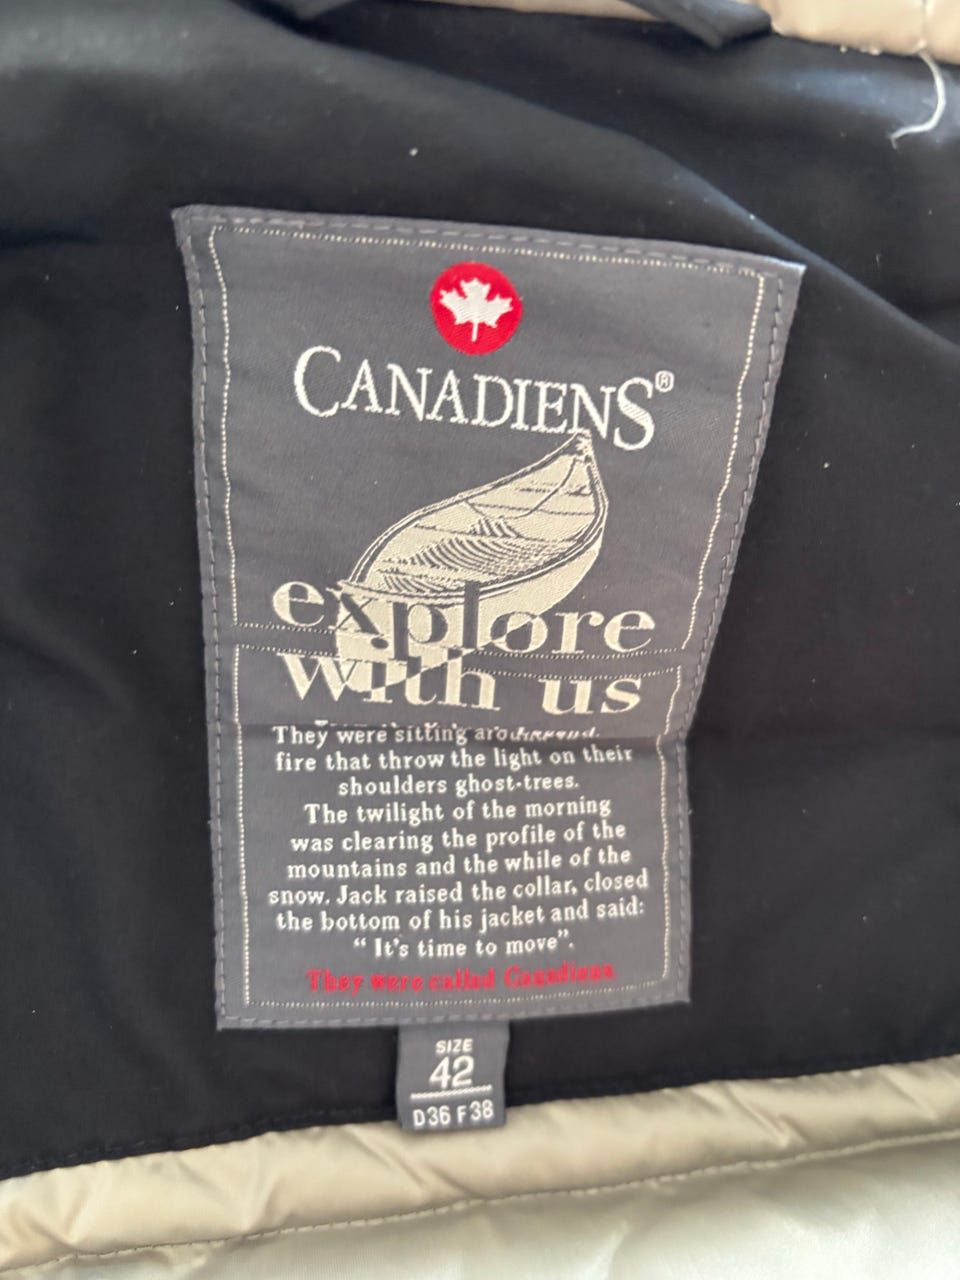 CANADIENS®
explore
with us
They were sitting
fire that throw the light on their
shoulders ghost-trees.
The twilight of the morning
was clearing the profile of the
mountains and the while of the
snow. Jack raised the collar, closed
the bottom of his jacket and said:
“ It's time to move”.
They were called Canadiens
SIZE
42
D36 F38